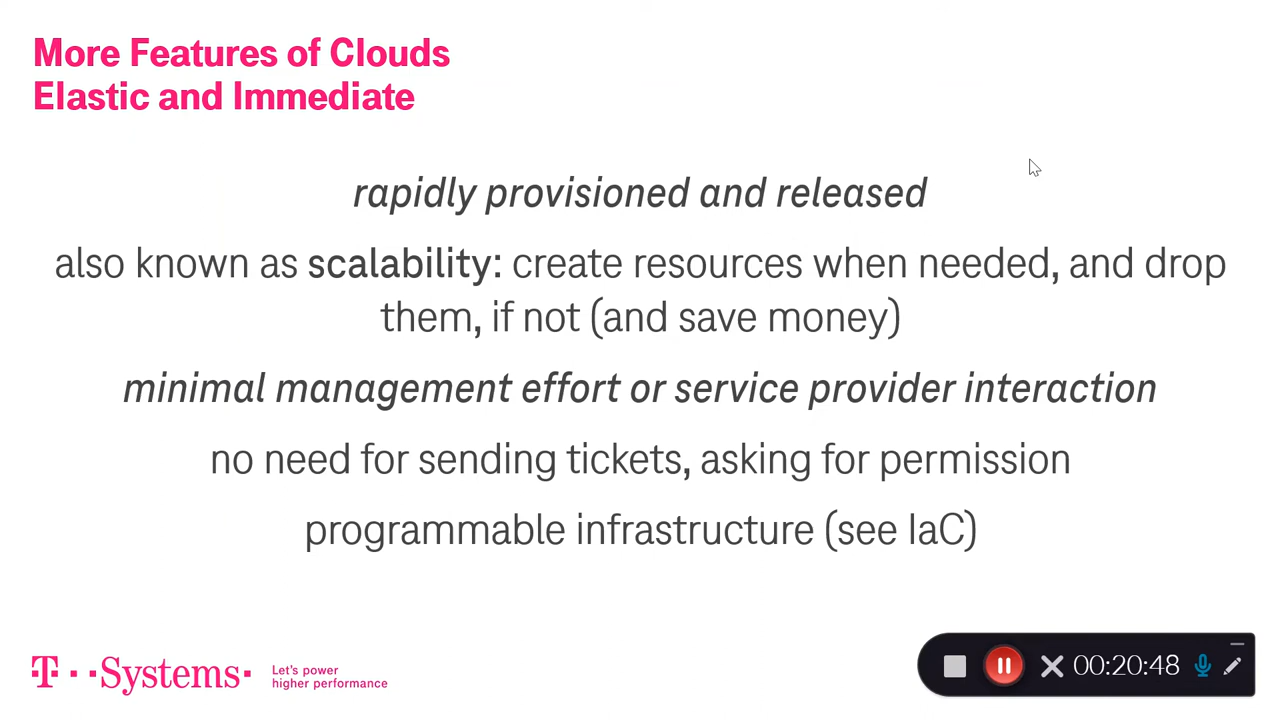 More Features of Clouds
Elastic and Immediate
rapidly provisioned and released
also known as scalability: create resources when needed, and drop
them, if not (and save money)
minimal management effort or service provider interaction
no need for sending tickets, asking for permission
programmable infrastructure (see IaC)
T··Systems·
Let's power
higher performance
00:20:48